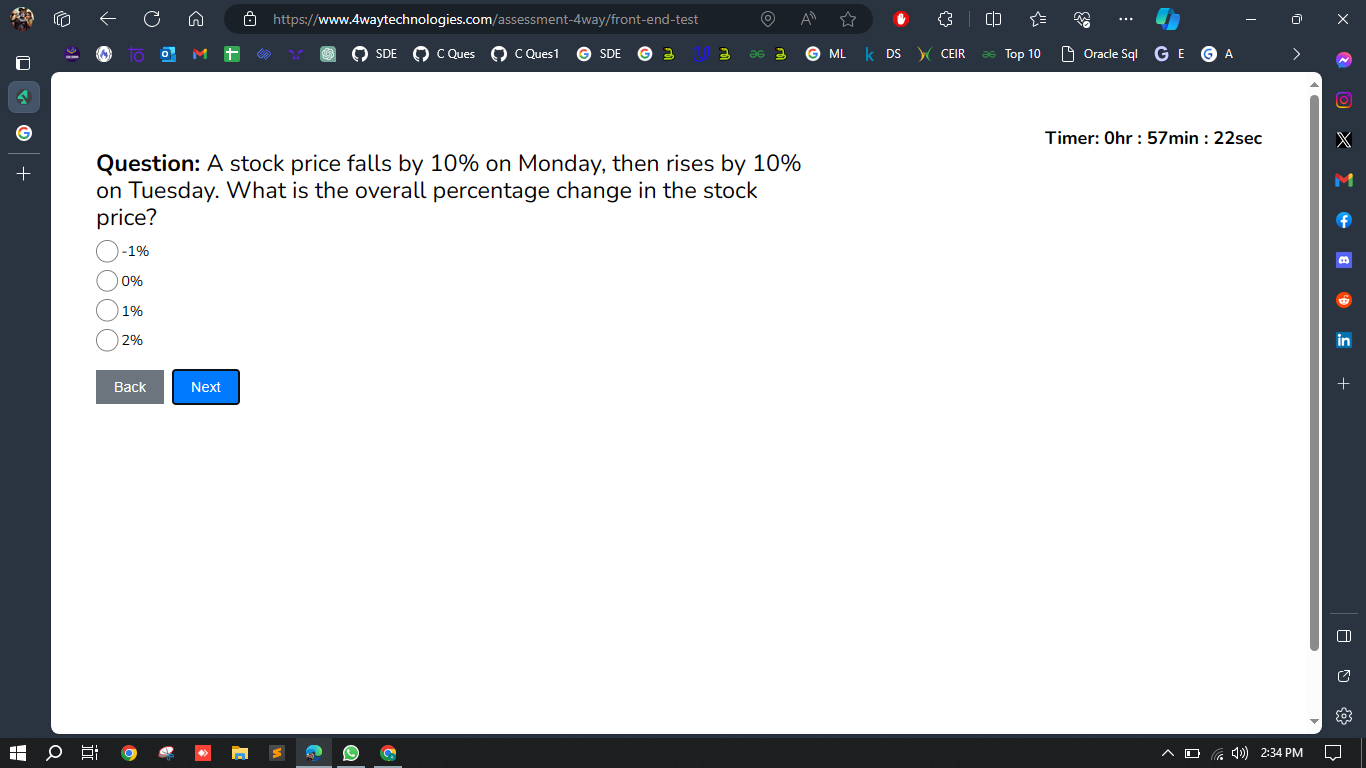 https://www.4waytechnologies.com/assessment-4way/front-end-test
SDE
C Ques
C Ques1
SDE
ML
DS
CEIR
Top 10
Oracle Sql
E
A
Timer: 0hr : 57min : 22sec
Question: A stock price falls by 10% on Monday, then rises by 10%
on Tuesday. What is the overall percentage change in the stock
price?
-1%
0%
1%
2%
Back Next
2:34 PM